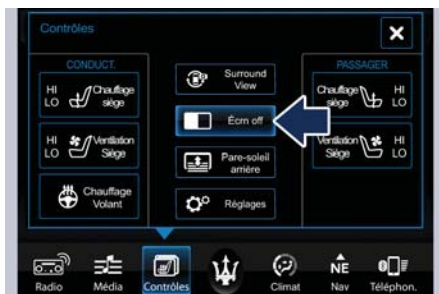 Contrôles
CONDUCT.
HI
LO
Chauffage
siège
HI
LO
Ventilation
Siège
Chauffage
Volant
Surround
View
Écrn off
Pare-soleil
arrière
Réglages
PASSAGER
Chauffage
siège
HI
LO
Ventilation
Siège
HI
LO
Radio
Média
Contrôles
Climat
NE
Nav
Téléphon.